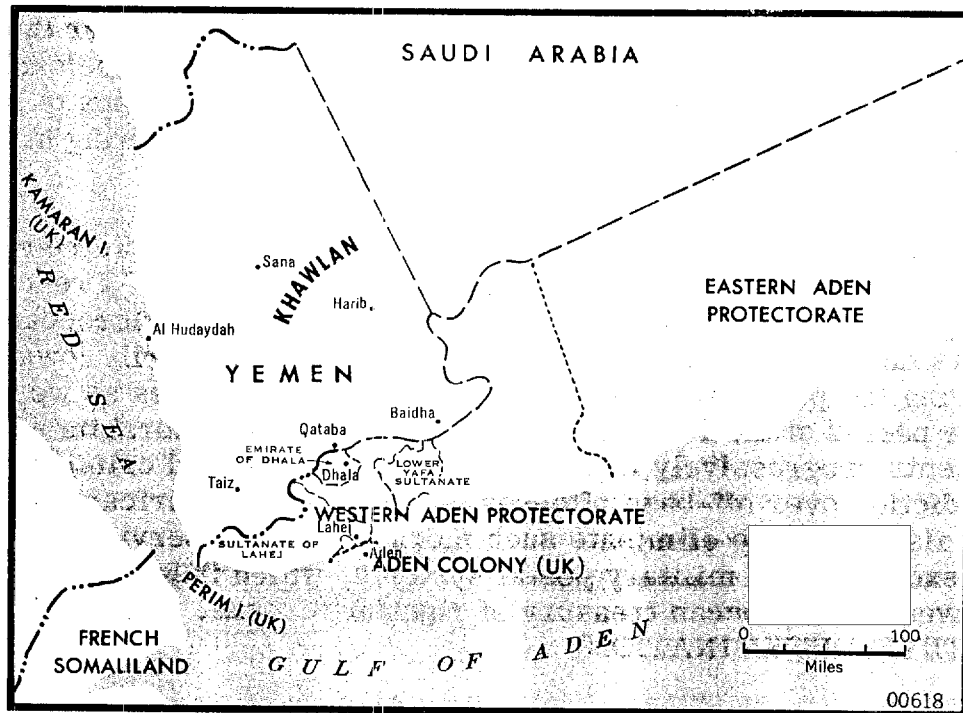 SAUDI ARABIA
KAMARAN I.
(UK)
RED SEA
Sana
KHAWLAN
Harib
EASTERN ADEN
PROTECTORATE
Al Hudaydah
YEMEN
Baidha
Qataba
EMIRATE
OF DHALA
Dhala
LOWER
YAFA
SULTANATE
Taiz
WESTERN ADEN PROTECTORATE
Lahej
SULTANATE OF
LAHEJ
Aden
ADEN COLONY (UK)
PERIM I. (UK)
FRENCH
SOMALILAND
GULF OF ADEN
0 100
Miles
00618